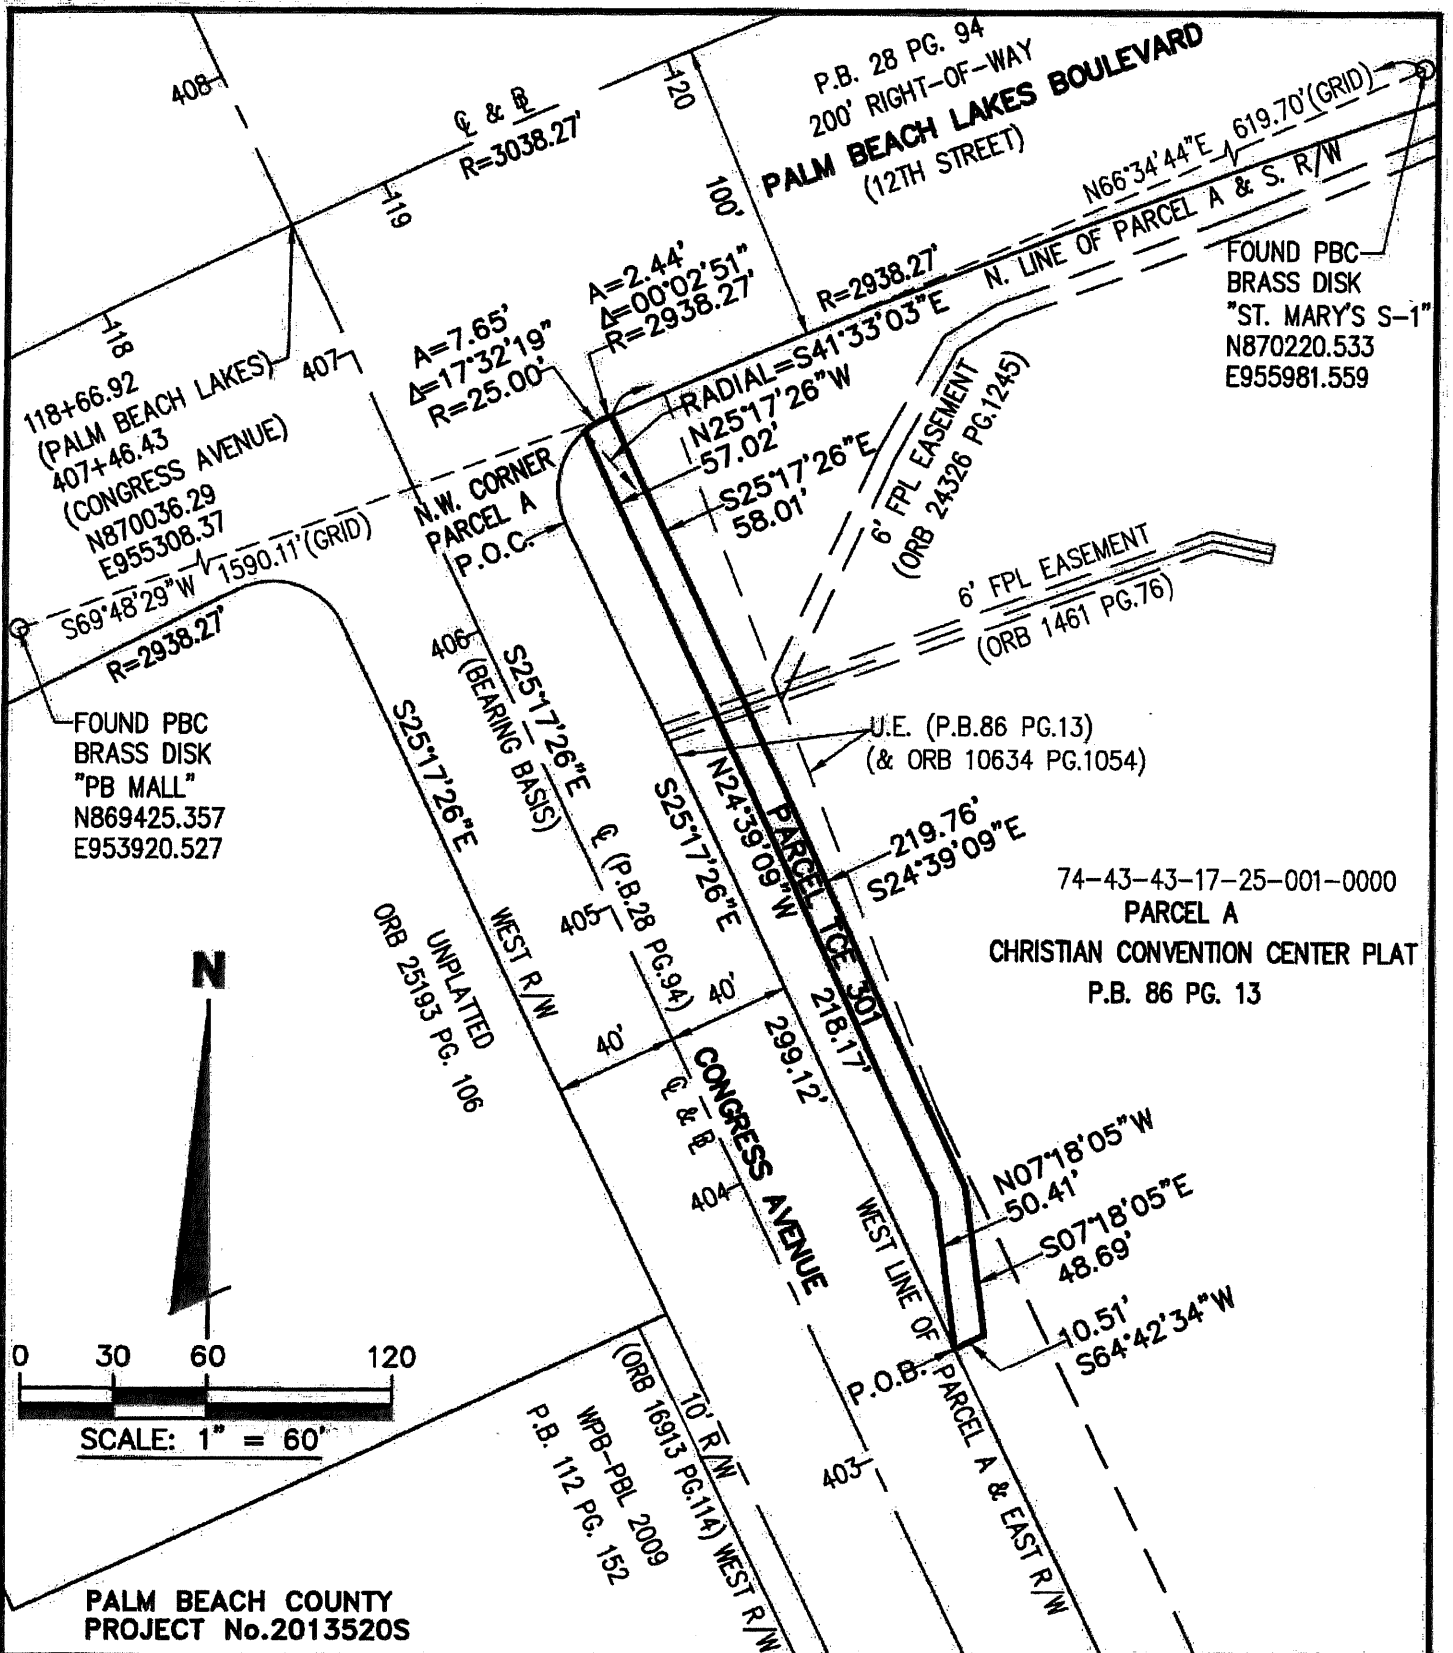 408
℄ & B̵L
R=3038.27'
120
P.B. 28 PG. 94
200' RIGHT-OF-WAY
PALM BEACH LAKES BOULEVARD
(12TH STREET)
119
100'
N66°34'44"E 619.70'(GRID)
N. LINE OF PARCEL A & S. R/W
FOUND PBC
BRASS DISK
"ST. MARY'S S-1"
N870220.533
E955981.559
118
407
118+66.92
(PALM BEACH LAKES)
407+46.43
(CONGRESS AVENUE)
N870036.29
E955308.37
A=7.65'
Δ=17°32'19"
R=25.00'
A=2.44'
Δ=00°02'51"
R=2938.27'
R=2938.27'
RADIAL=S41°33'03"E
N25°17'26"W
57.02'
S25°17'26"E
58.01'
N.W. CORNER
PARCEL A
P.O.C.
6' FPL EASEMENT
(ORB 24326 PG.1245)
6' FPL EASEMENT
(ORB 1461 PG.76)
S69°48'29"W 1590.11'(GRID)
R=2938.27'
FOUND PBC
BRASS DISK
"PB MALL"
N869425.357
E953920.527
406
S25°17'26"E
(BEARING BASIS)
S25°17'26"E
U.E. (P.B.86 PG.13)
(& ORB 10634 PG.1054)
S25°17'26"E
N24°39'09"W
PARCEL TCE 301
219.76'
S24°39'09"E
218.17'
299.12'
74-43-43-17-25-001-0000
PARCEL A
CHRISTIAN CONVENTION CENTER PLAT
P.B. 86 PG. 13
405
℄ (P.B.28 PG.94)
WEST R/W
UNPLATTED
ORB 25193 PG. 106
40'
40'
N
CONGRESS AVENUE
℄ & B̵L
404
N07°18'05"W
50.41'
S07°18'05"E
48.69'
10.51'
S64°42'34"W
WEST LINE OF PARCEL A & EAST R/W
P.O.B.
403
0 30 60 120
SCALE: 1" = 60'
10' R/W
(ORB 16913 PG.114) WEST R/W
WPB-PBL 2009
P.B. 112 PG. 152
PALM BEACH COUNTY
PROJECT No.2013520S